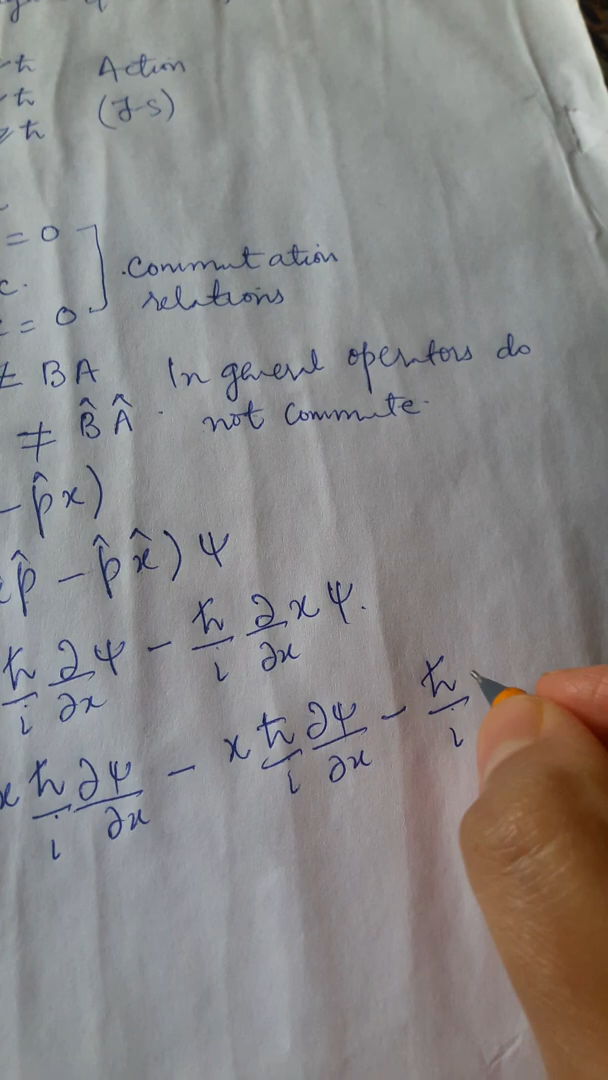 ħ Action
ħ (J-S)
ħ
= 0
c. Commutation
= 0 relations
≠ BA In general operators do
≠ B̂ Â not commute.
- p̂x)
p̂ - p̂x̂) ψ
ħ/i ∂/∂x ψ - ħ/i ∂/∂x xψ.
x ħ/i ∂ψ/∂x - x ħ/i ∂ψ/∂x - ħ/i